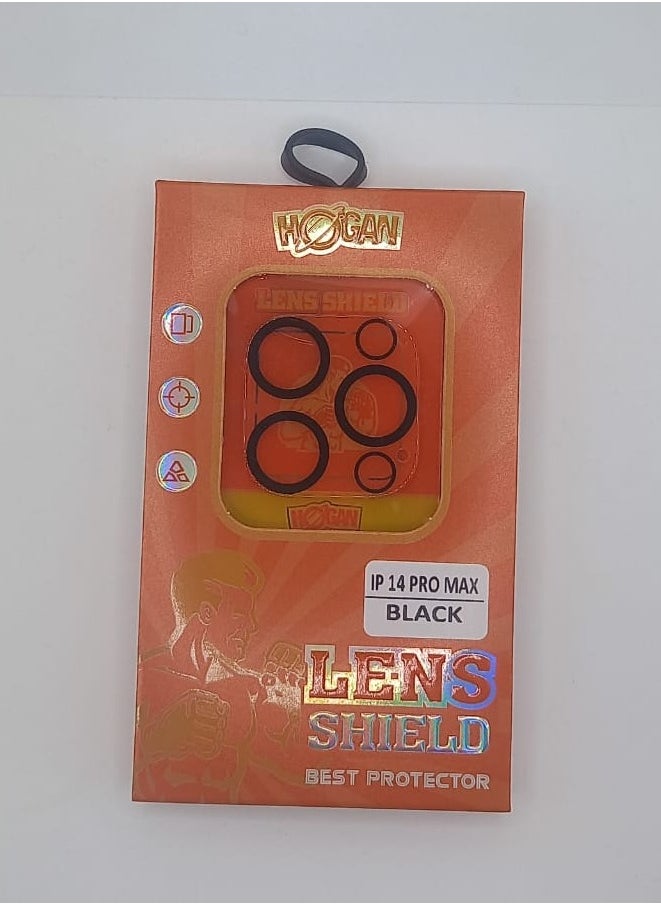 HOGAN
LENS SHIELD
HOGAN
IP 14 PRO MAX
BLACK
LENS
SHIELD
BEST PROTECTOR